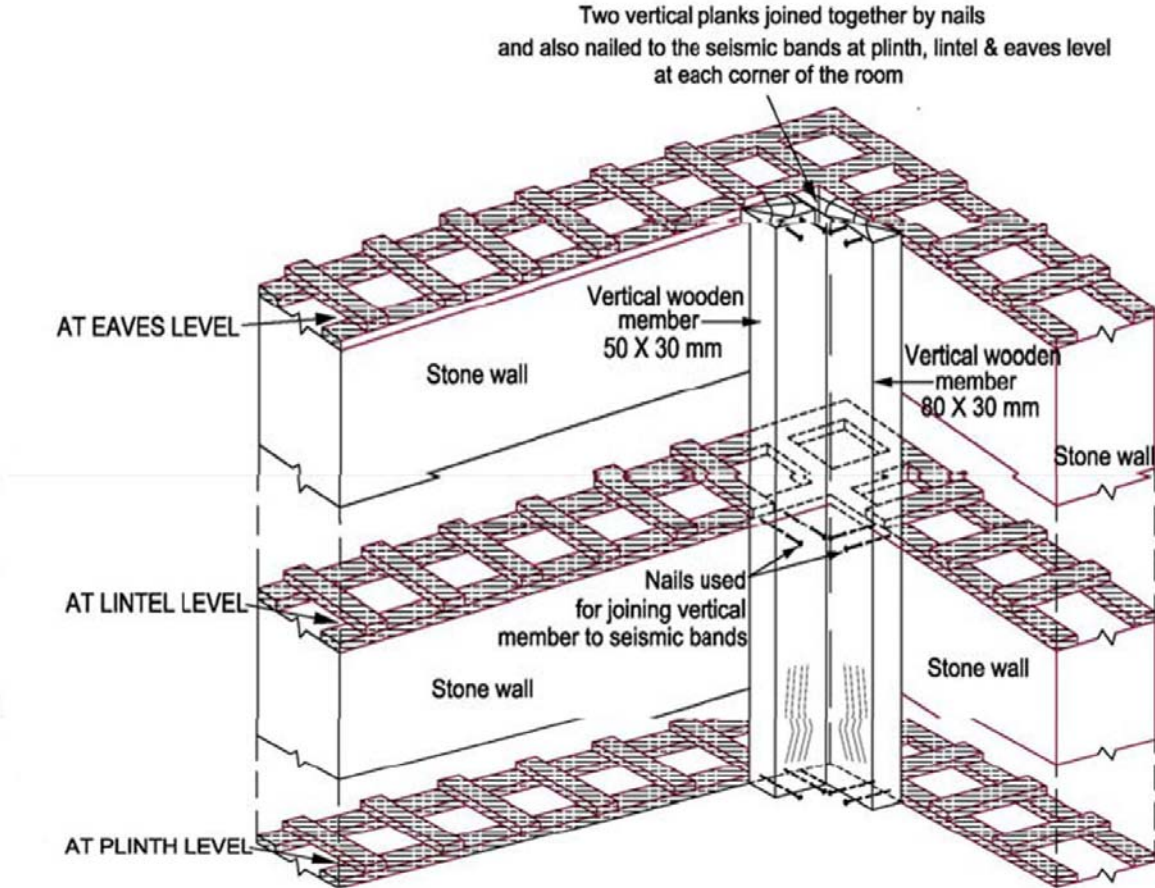 Two vertical planks joined together by nails
and also nailed to the seismic bands at plinth, lintel & eaves level
at each corner of the room
Vertical wooden
member
50 X 30 mm
AT EAVES LEVEL
Vertical wooden
member
80 X 30 mm
Stone wall
Stone wall
Nails used
for joining vertical
member to seismic bands
AT LINTEL LEVEL
Stone wall
Stone wall
AT PLINTH LEVEL